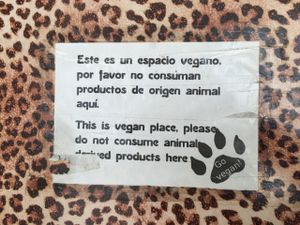 Este es un espacio vegano,
por favor no consuman
productos de origen animal
aquí.
This is vegan place, please
do not consume animal
derived products here
Go
vegan!